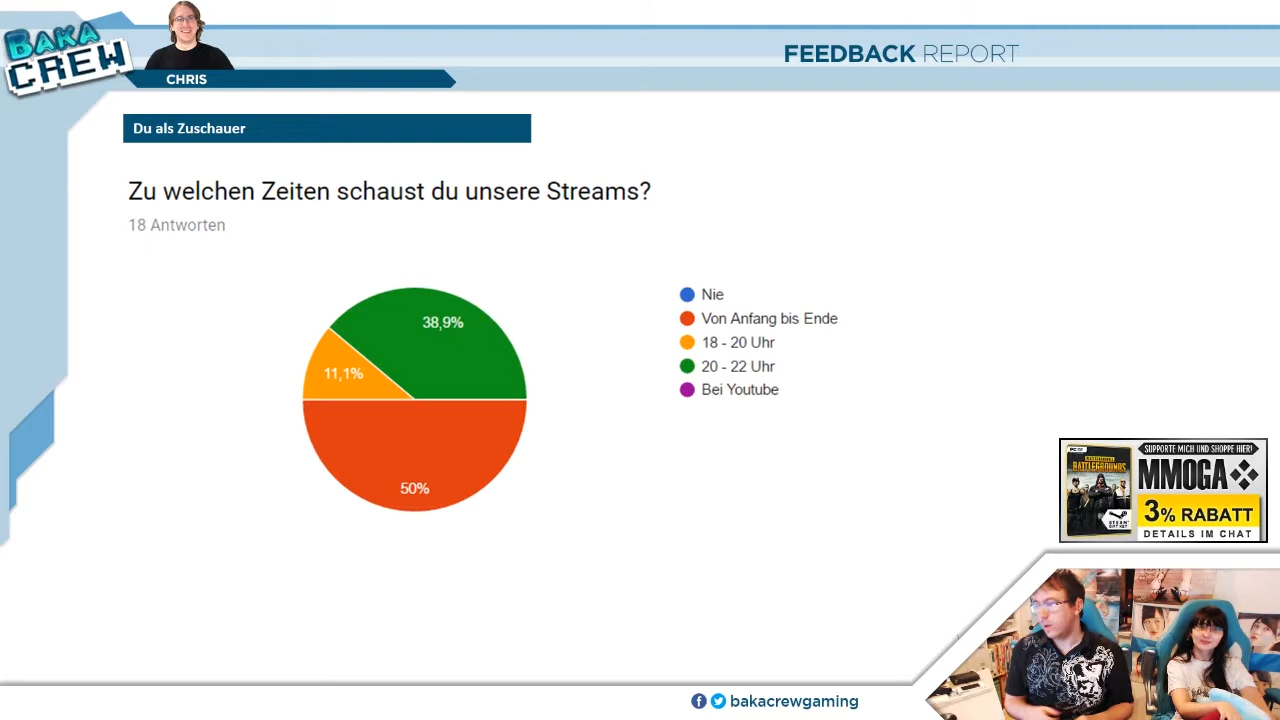 BAKA
CREW
CHRIS
FEEDBACK REPORT
Du als Zuschauer
Zu welchen Zeiten schaust du unsere Streams?
18 Antworten
38,9%
11,1%
50%
Nie
Von Anfang bis Ende
18 - 20 Uhr
20 - 22 Uhr
Bei Youtube
SUPPORTE MICH UND SHOPPE HIER!
MMOGA
3% RABATT
DETAILS IM CHAT
BATTLEGROUNDS
STEAM
bakacrewgaming